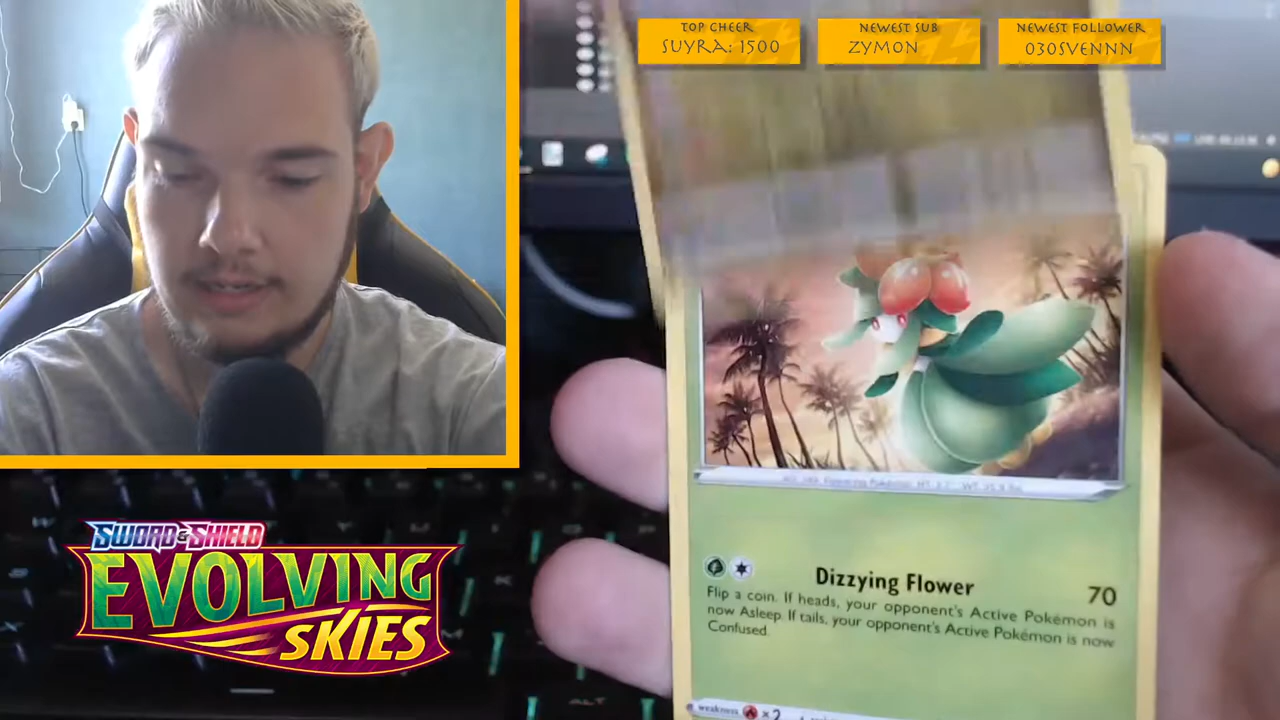 TOP CHEER
SUYRA: 1500
NEWEST SUB
ZYMON
NEWEST FOLLOWER
030SVENNN
Dizzying Flower 70
Flip a coin. If heads, your opponent's Active Pokémon is
now Asleep. If tails, your opponent's Active Pokémon is now
Confused.
weakness ×2
SWORD & SHIELD
EVOLVING
SKIES
ALT